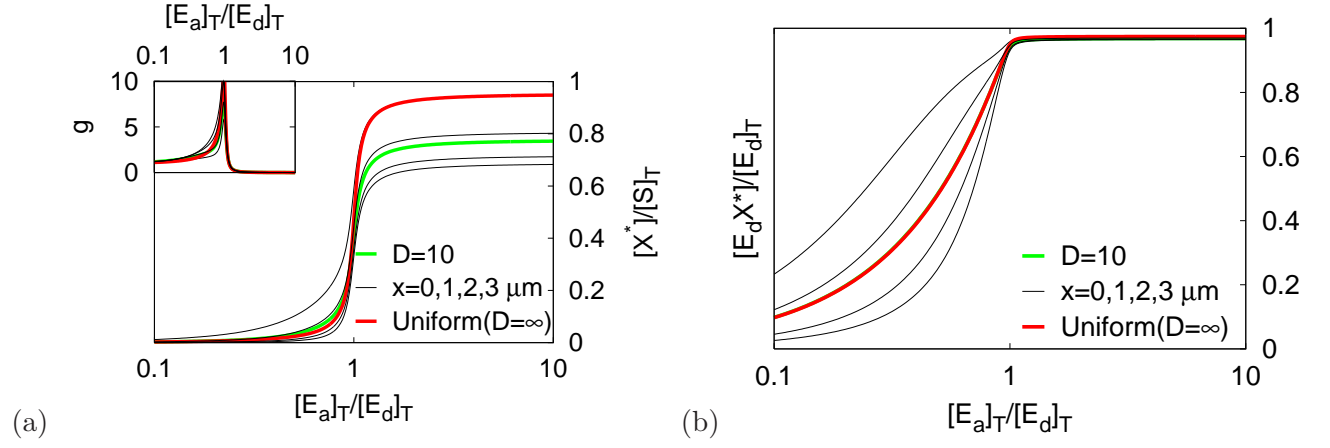 [E_a]_T/[E_d]_T
0.1 1 10
10
5
0
g
1
0.8
0.6
0.4
0.2
0
[X^*]/[S]_T
D=10
x=0,1,2,3 μm
Uniform(D=∞)
0.1 1 10
[E_a]_T/[E_d]_T
(a)
1
0.8
0.6
0.4
0.2
0
[E_dX*]/[E_d]_T
D=10
x=0,1,2,3 μm
Uniform(D=∞)
0.1 1 10
[E_a]_T/[E_d]_T
(b)